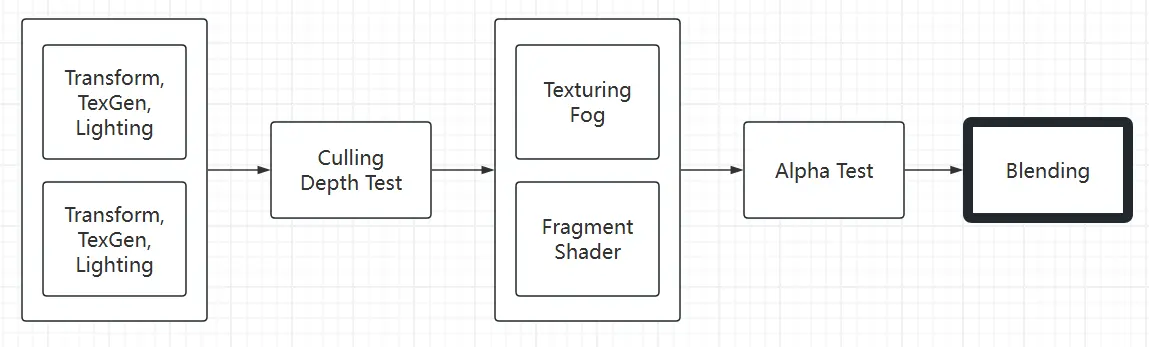 Transform,
TexGen,
Lighting
Transform,
TexGen,
Lighting
Culling
Depth Test
Texturing
Fog
Fragment
Shader
Alpha Test
Blending